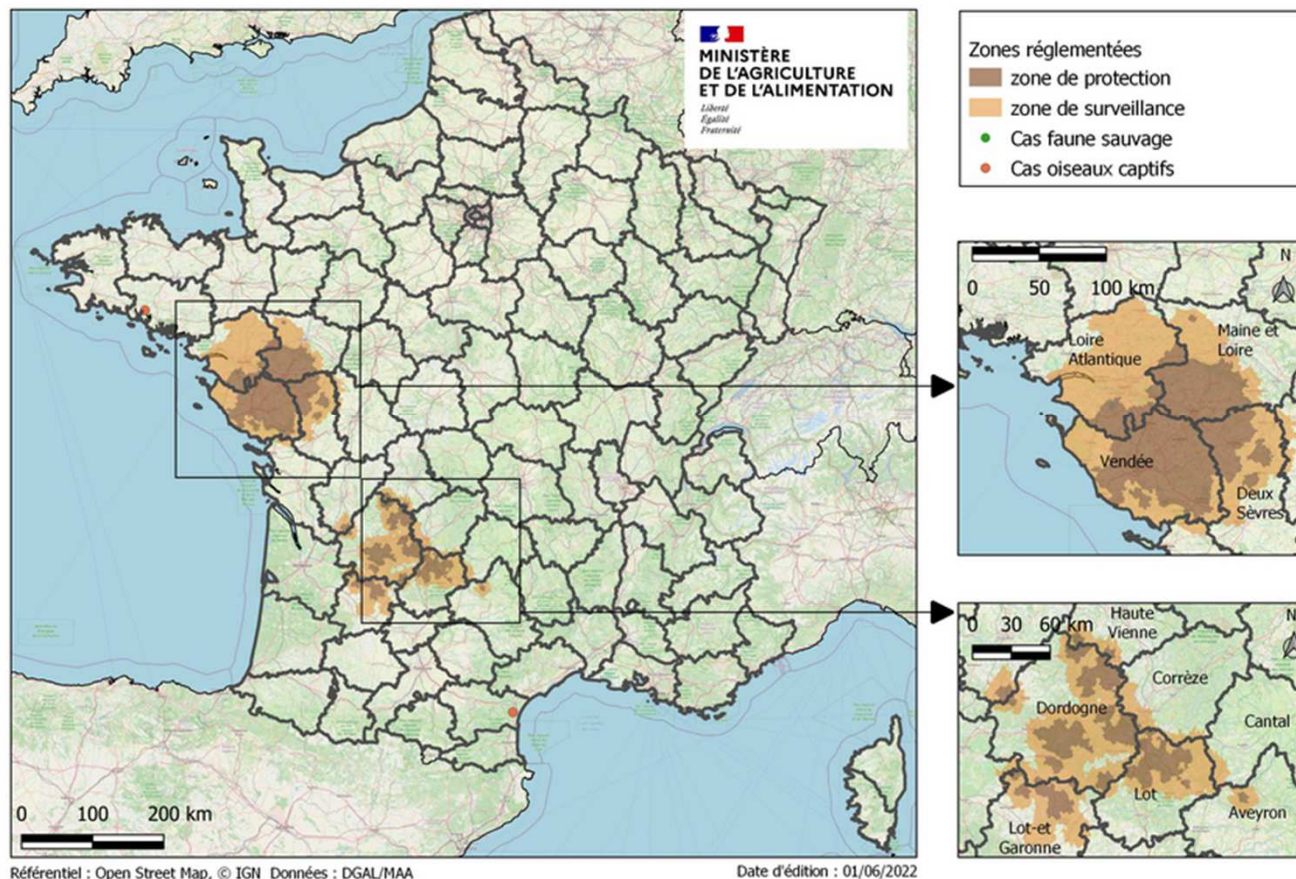 MINISTÈRE
DE L'AGRICULTURE
ET DE L'ALIMENTATION
Liberté
Égalité
Fraternité
Zones réglementées
zone de protection
zone de surveillance
Cas faune sauvage
Cas oiseaux captifs
0 50 100 km
N
Loire
Atlantique
Maine et
Loire
Vendée
Deux
Sèvres
0 30 60 km
N
Haute
Vienne
Corrèze
Dordogne
Cantal
Lot
Aveyron
Lot-et
Garonne
0 100 200 km
Référentiel : Open Street Map, © IGN Données : DGAL/MAA
Date d'édition : 01/06/2022